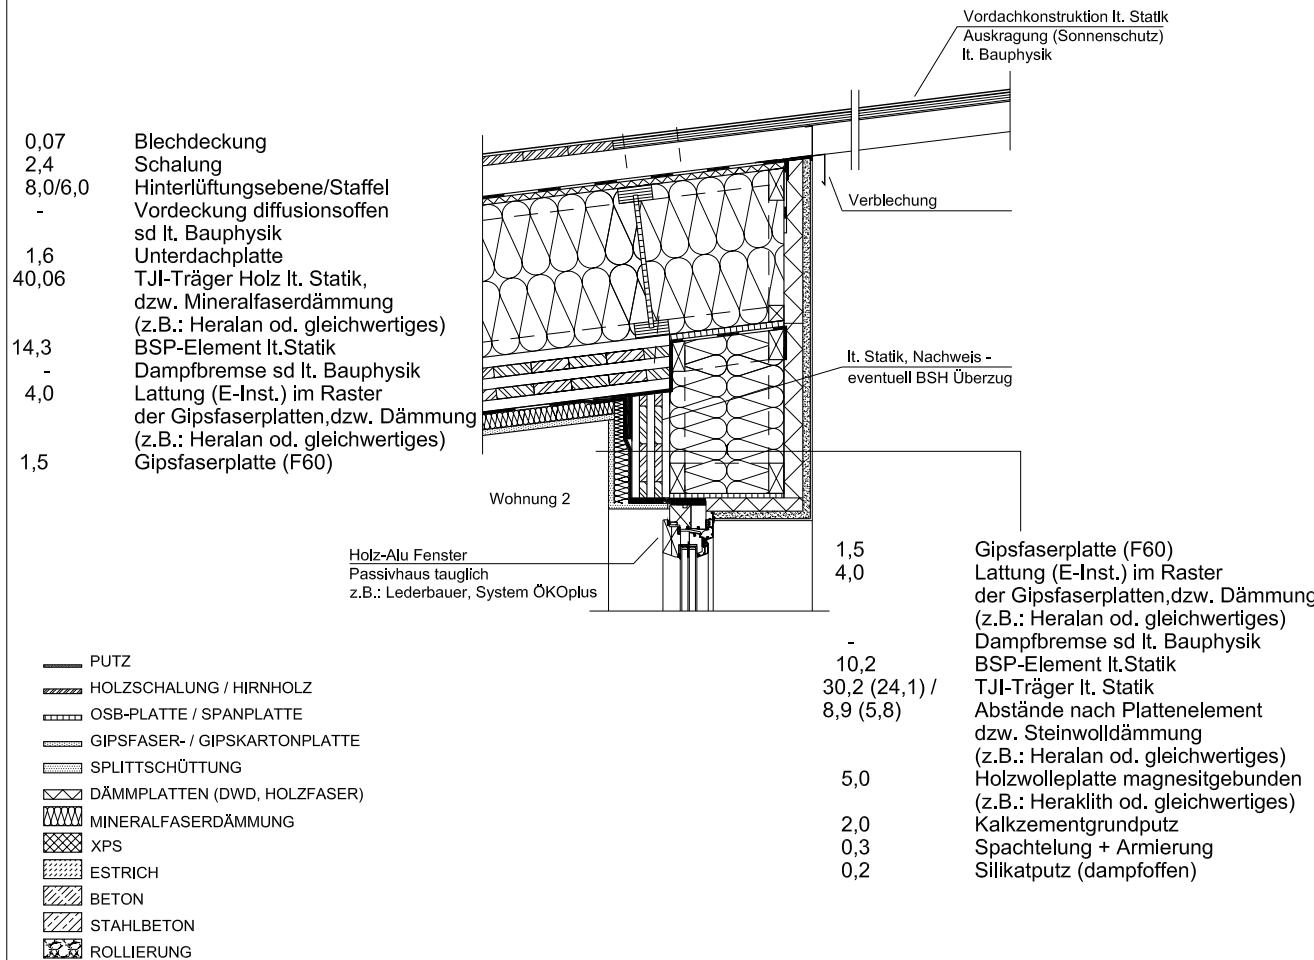 Vordachkonstruktion lt. Statik
Auskragung (Sonnenschutz)
lt. Bauphysik
0,07 Blechdeckung
2,4 Schalung
8,0/6,0 Hinterlüftungsebene/Staffel
- Vordeckung diffusionsoffen
sd lt. Bauphysik
1,6 Unterdachplatte
40,06 TJI-Träger Holz lt. Statik,
dzw. Mineralfaserdämmung
(z.B.: Heralan od. gleichwertiges)
14,3 BSP-Element lt.Statik
- Dampfbremse sd lt. Bauphysik
4,0 Lattung (E-Inst.) im Raster
der Gipsfaserplatten,dzw. Dämmung
(z.B.: Heralan od. gleichwertiges)
1,5 Gipsfaserplatte (F60)
Verblechung
lt. Statik, Nachweis -
eventuell BSH Überzug
Wohnung 2
Holz-Alu Fenster
Passivhaus tauglich
z.B.: Lederbauer, System ÖKOplus
1,5 Gipsfaserplatte (F60)
4,0 Lattung (E-Inst.) im Raster
der Gipsfaserplatten,dzw. Dämmung
(z.B.: Heralan od. gleichwertiges)
- Dampfbremse sd lt. Bauphysik
10,2 BSP-Element lt.Statik
30,2 (24,1) / TJI-Träger lt. Statik
8,9 (5,8) Abstände nach Plattenelement
dzw. Steinwolldämmung
(z.B.: Heralan od. gleichwertiges)
5,0 Holzwolleplatte magnesitgebunden
(z.B.: Heraklith od. gleichwertiges)
2,0 Kalkzementgrundputz
0,3 Spachtelung + Armierung
0,2 Silikatputz (dampfoffen)
PUTZ
HOLZSCHALUNG / HIRNHOLZ
OSB-PLATTE / SPANPLATTE
GIPSFASER- / GIPSKARTONPLATTE
SPLITTSCHÜTTUNG
DÄMMPLATTEN (DWD, HOLZFASER)
MINERALFASERDÄMMUNG
XPS
ESTRICH
BETON
STAHLBETON
ROLLIERUNG